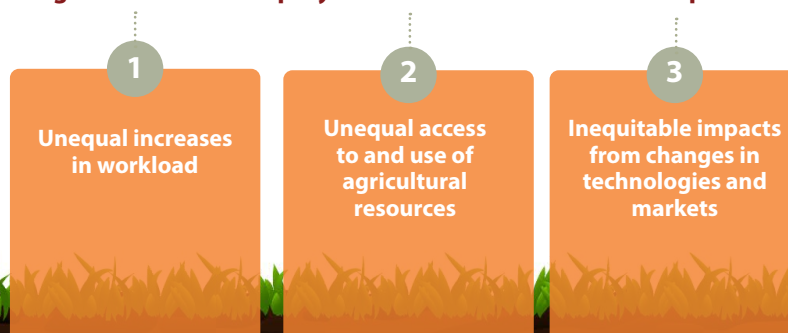 1
Unequal increases
in workload
2
Unequal access
to and use of
agricultural
resources
3
Inequitable impacts
from changes in
technologies and
markets